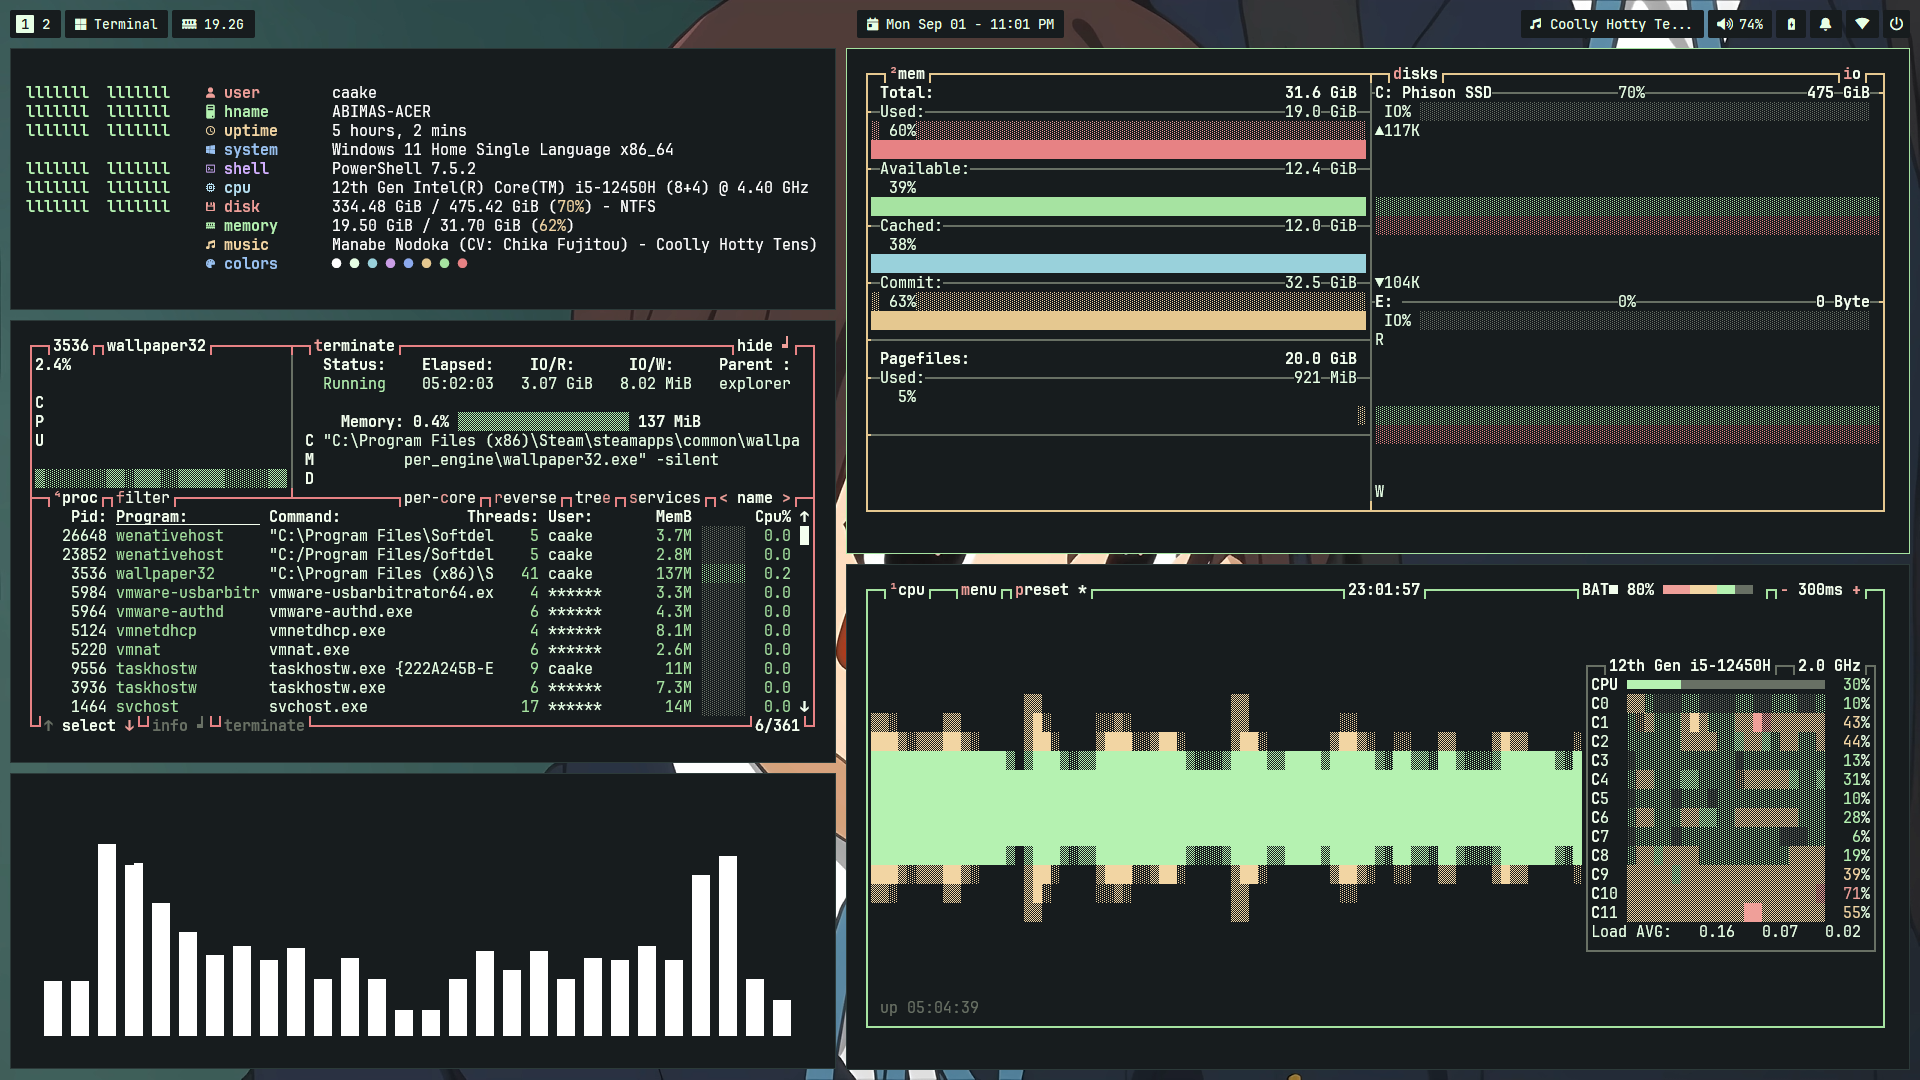 1 2 Terminal 19.2G
Mon Sep 01 - 11:01 PM
Coolly Hotty Te... 74%
lllllll lllllll user caake
lllllll lllllll hname ABIMAS-ACER
lllllll lllllll uptime 5 hours, 2 mins
system Windows 11 Home Single Language x86_64
lllllll lllllll shell PowerShell 7.5.2
lllllll lllllll cpu 12th Gen Intel(R) Core(TM) i5-12450H (8+4) @ 4.40 GHz
lllllll lllllll disk 334.48 GiB / 475.42 GiB (70%) - NTFS
memory 19.50 GiB / 31.70 GiB (62%)
music Manabe Nodoka (CV: Chika Fujitou) - Coolly Hotty Tens)
colors
3536 wallpaper32 terminate hide ┘
2.4% Status: Elapsed: IO/R: IO/W: Parent :
Running 05:02:03 3.07 GiB 8.02 MiB explorer
C
P Memory: 0.4% 137 MiB
U C "C:\Program Files (x86)\Steam\steamapps\common\wallpa
M per_engine\wallpaper32.exe" -silent
D
⁴proc filter per-core reverse tree services < name >
Pid: Program: Command: Threads: User: MemB Cpu% ↑
26648 wenativehost "C:\Program Files\Softdel 5 caake 3.7M 0.0
23852 wenativehost "C:/Program Files/Softdel 5 caake 2.8M 0.0
3536 wallpaper32 "C:\Program Files (x86)\S 41 caake 137M 0.2
5984 vmware-usbarbitr vmware-usbarbitrator64.ex 4 ****** 3.3M 0.0
5964 vmware-authd vmware-authd.exe 6 ****** 4.3M 0.0
5124 vmnetdhcp vmnetdhcp.exe 4 ****** 8.1M 0.0
5220 vmnat vmnat.exe 6 ****** 2.6M 0.0
9556 taskhostw taskhostw.exe {222A245B-E 9 caake 11M 0.0
3936 taskhostw taskhostw.exe 6 ****** 7.3M 0.0
1464 svchost svchost.exe 17 ****** 14M 0.0 ↓
↑ select ↓ info ┘ terminate 6/361
²mem disks io
Total: 31.6 GiB C: Phison SSD 70% 475 GiB
Used: 19.0 GiB IO%
60% ▲117K
Available: 12.4 GiB
39%
Cached: 12.0 GiB
38%
Commit: 32.5 GiB ▼104K
63% E: 0% 0 Byte
IO%
R
Pagefiles: 20.0 GiB
Used: 921 MiB
5%
W
¹cpu menu preset * 23:01:57 BAT■ 80% - 300ms +
12th Gen i5-12450H 2.0 GHz
CPU 30%
C0 10%
C1 43%
C2 44%
C3 13%
C4 31%
C5 10%
C6 28%
C7 6%
C8 19%
C9 39%
C10 71%
C11 55%
Load AVG: 0.16 0.07 0.02
up 05:04:39